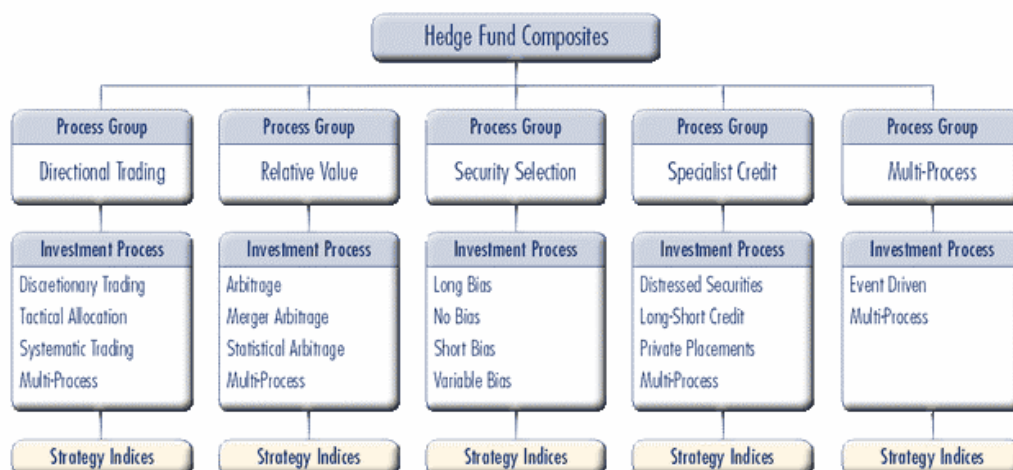 Hedge Fund Composites
Process Group
Directional Trading
Process Group
Relative Value
Process Group
Security Selection
Process Group
Specialist Credit
Process Group
Multi-Process
Investment Process
Discretionary Trading
Tactical Allocation
Systematic Trading
Multi-Process
Investment Process
Arbitrage
Merger Arbitrage
Statistical Arbitrage
Multi-Process
Investment Process
Long Bias
No Bias
Short Bias
Variable Bias
Investment Process
Distressed Securities
Long-Short Credit
Private Placements
Multi-Process
Investment Process
Event Driven
Multi-Process
Strategy Indices
Strategy Indices
Strategy Indices
Strategy Indices
Strategy Indices